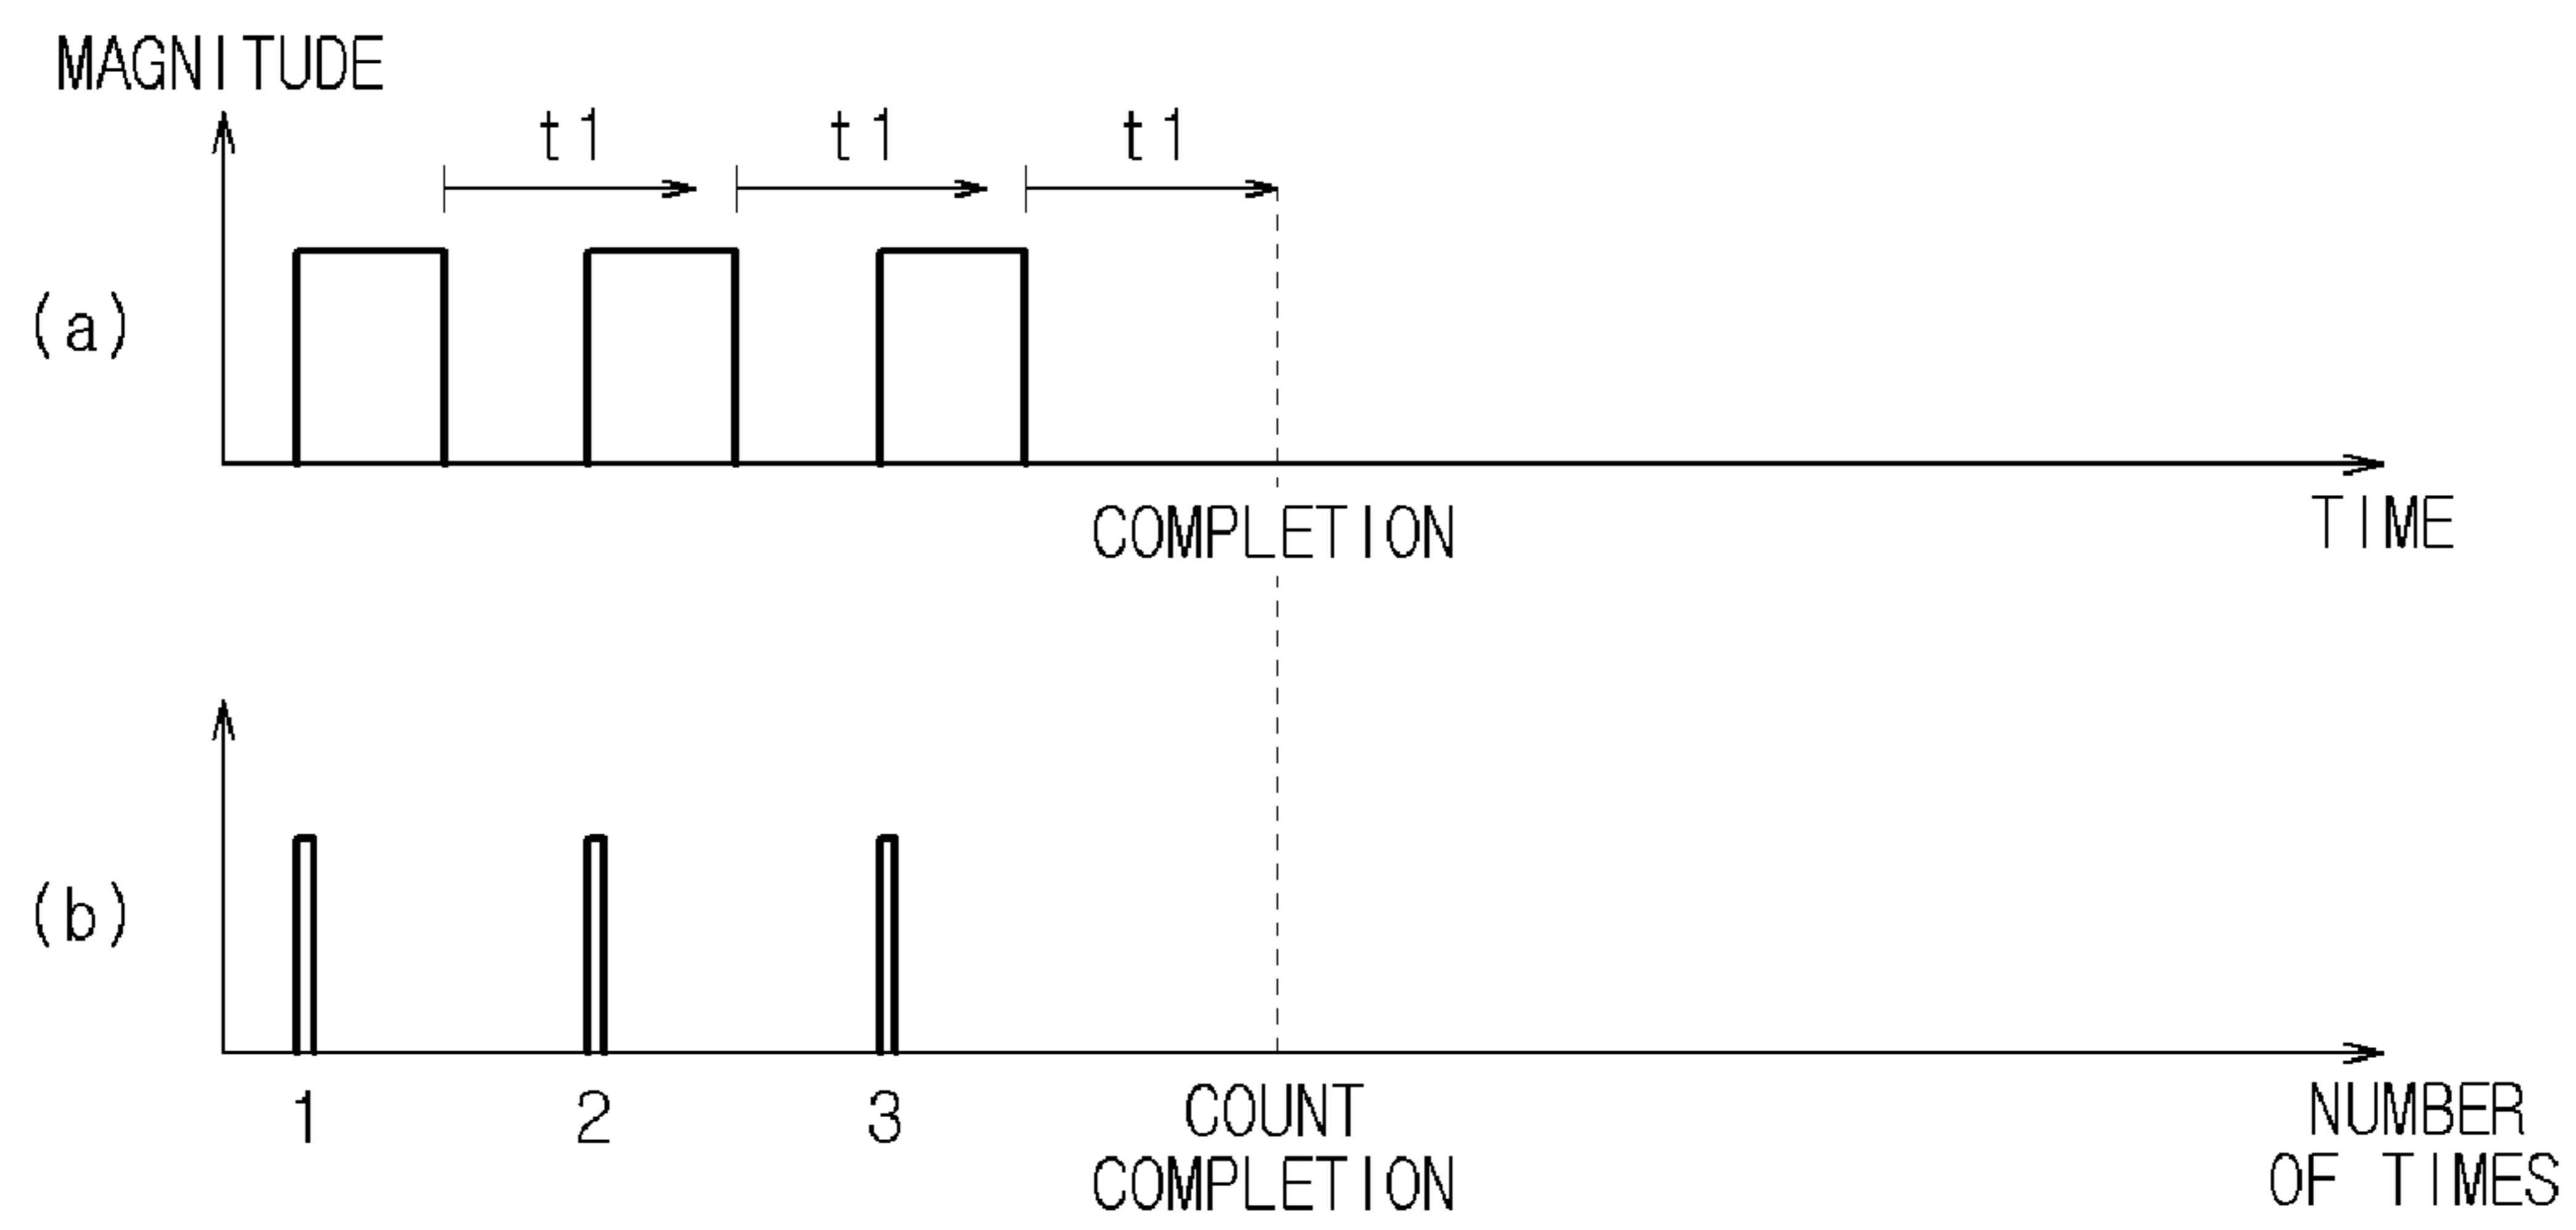 MAGNITUDE
t1 t1 t1
(a)
COMPLETION
TIME
(b)
1 2 3
COUNT
COMPLETION
NUMBER
OF TIMES